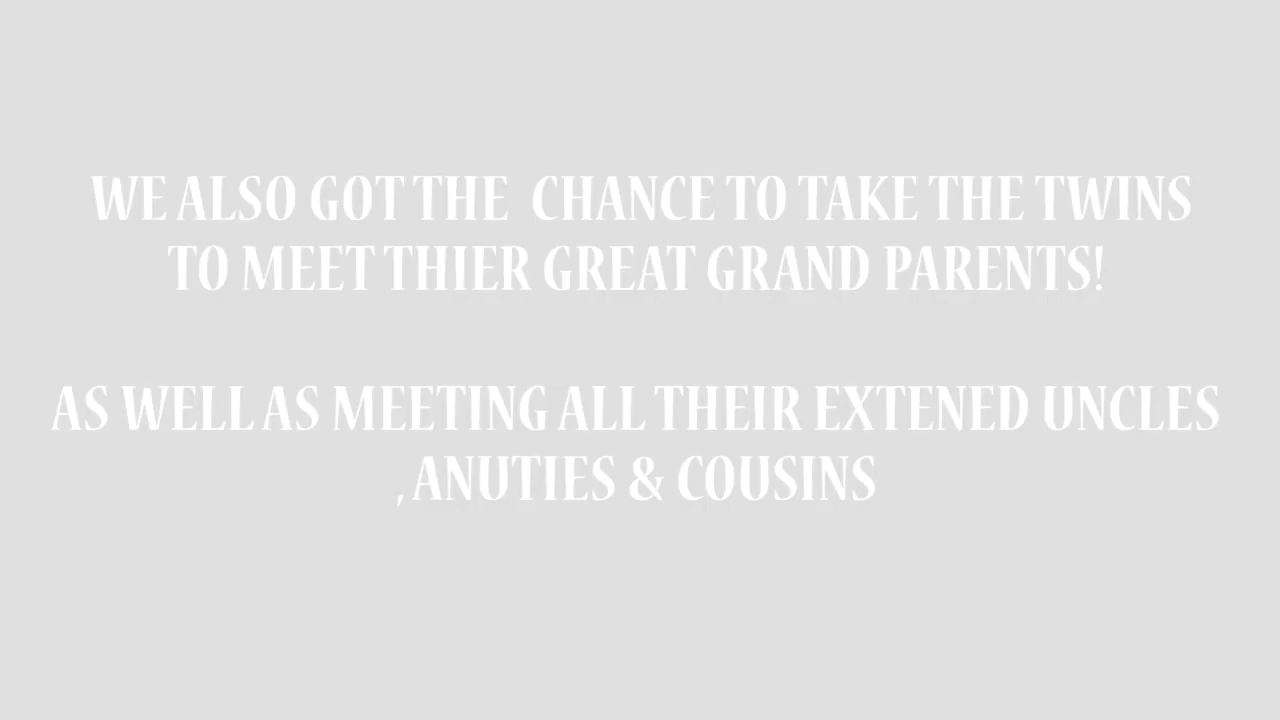 WE ALSO GOT THE  CHANCE TO TAKE THE TWINS
TO MEET THIER GREAT GRAND PARENTS!
AS WELL AS MEETING ALL THEIR EXTENED UNCLES
, ANUTIES & COUSINS